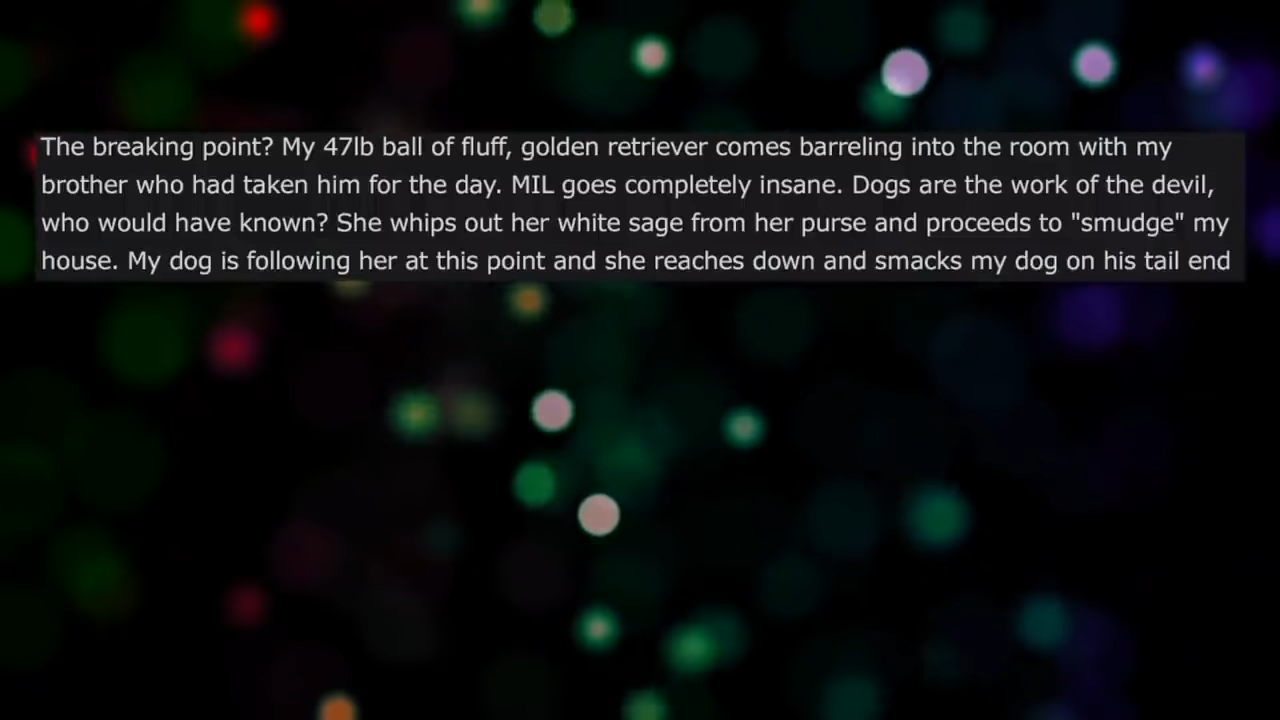 The breaking point? My 47lb ball of fluff, golden retriever comes barreling into the room with my
brother who had taken him for the day. MIL goes completely insane. Dogs are the work of the devil,
who would have known? She whips out her white sage from her purse and proceeds to "smudge" my
house. My dog is following her at this point and she reaches down and smacks my dog on his tail end